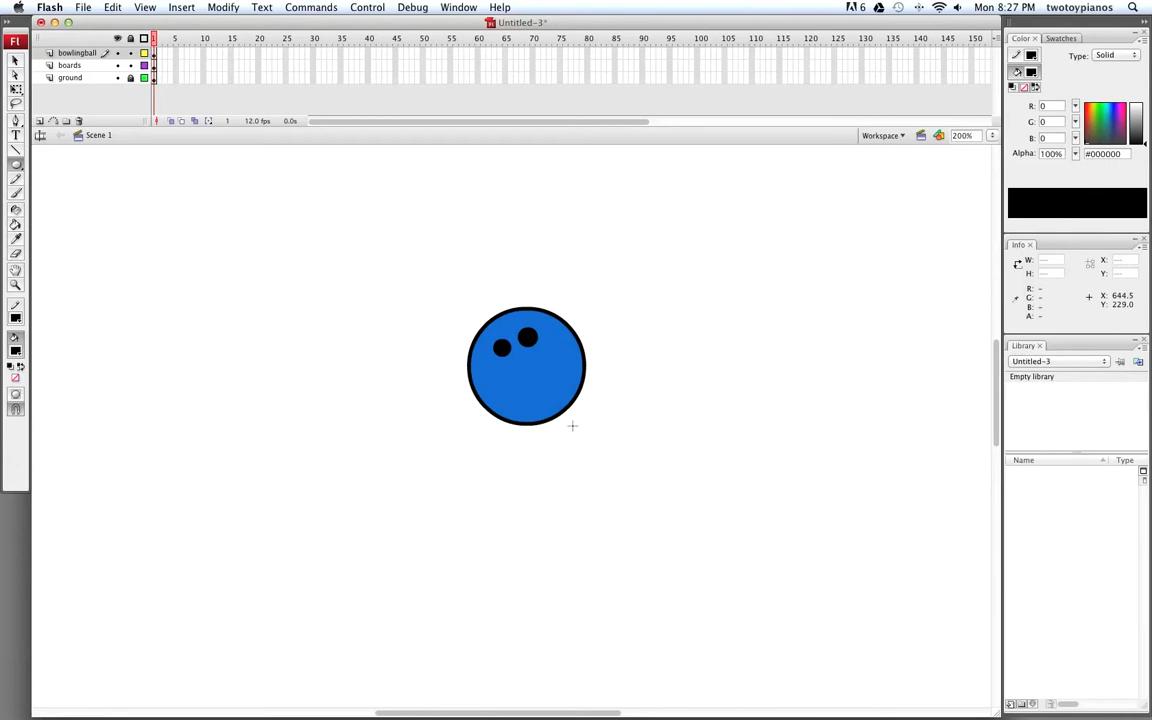 Flash File Edit View Insert Modify Text Commands Control Debug Window Help 6 Mon 8:27 PM twotoypianos
Untitled-3*
Fl
1 5 10 15 20 25 30 35 40 45 50 55 60 65 70 75 80 85 90 95 100 105 110 115 120 125 130 135 140 145 150
bowlingball
boards
ground
1 12.0 fps 0.0s
Scene 1 Workspace 200%
Color Swatches
Type: Solid
R: 0
G: 0
B: 0
Alpha: 100% #000000
Info
W: X:
H: Y:
R: -
G: -
B: -
A: -
X: 644.5
Y: 229.0
Library
Untitled-3
Empty library
Name Type
T